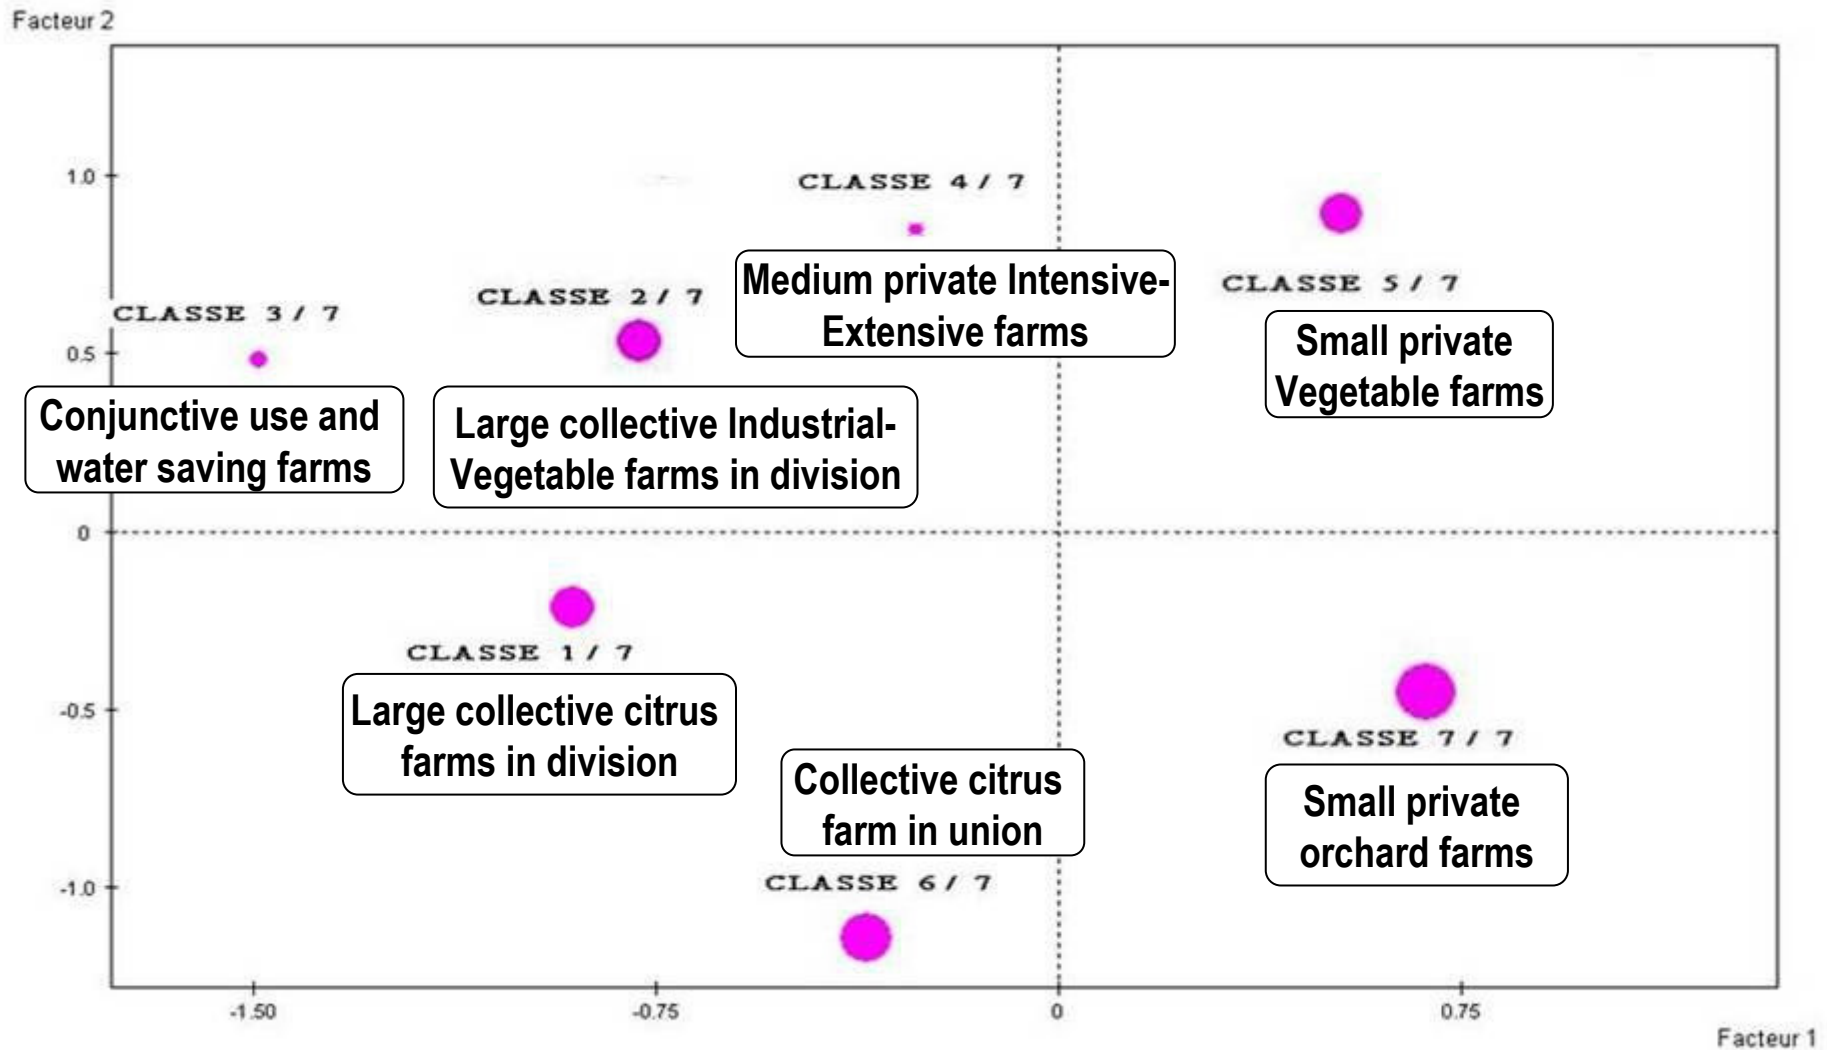 Facteur 2
1.0
CLASSE 4 / 7
Medium private Intensive-
Extensive farms
CLASSE 5 / 7
Small private
Vegetable farms
CLASSE 2 / 7
CLASSE 3 / 7
0.5
Conjunctive use and
water saving farms
Large collective Industrial-
Vegetable farms in division
0
CLASSE 1 / 7
Large collective citrus
farms in division
-0.5
CLASSE 7 / 7
Small private
orchard farms
Collective citrus
farm in union
CLASSE 6 / 7
-1.0
-1.50
-0.75
0
0.75
Facteur 1